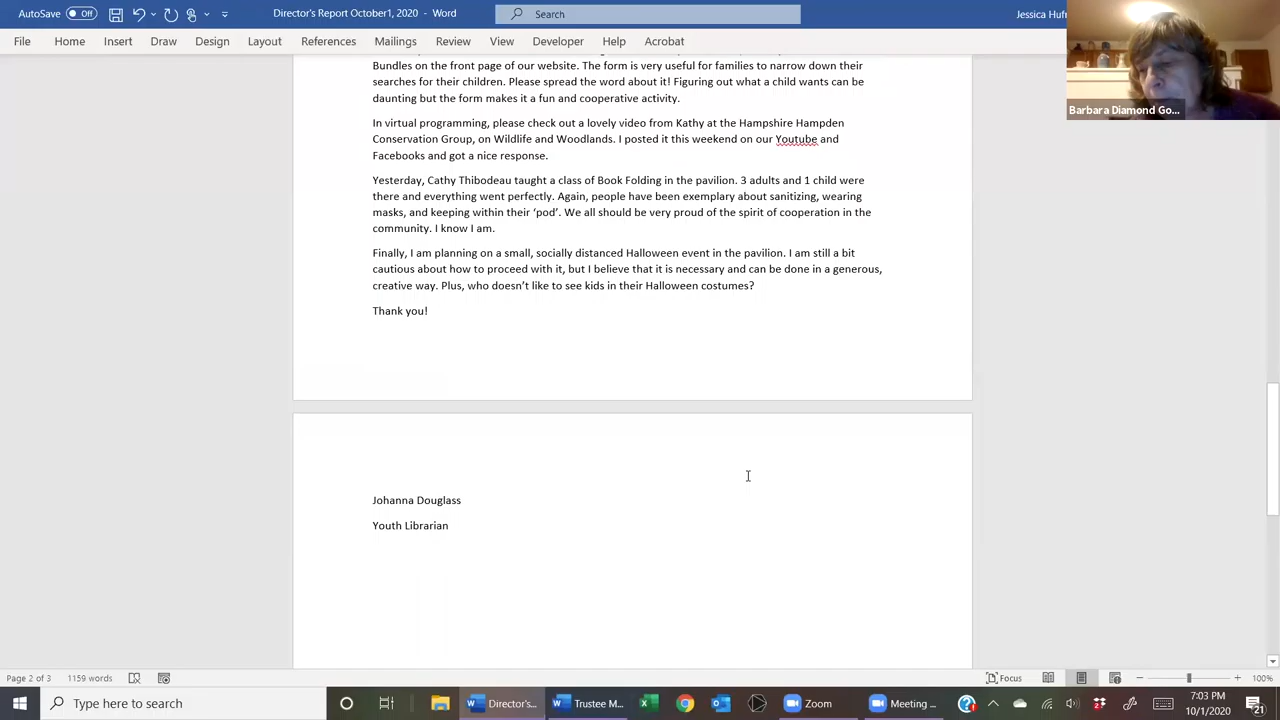 AutoSave Off Director's Report October1, 2020 - Word Search Jessica Huf
File Home Insert Draw Design Layout References Mailings Review View Developer Help Acrobat
Barbara Diamond Go...
Bundles on the front page of our website. The form is very useful for families to narrow down their
searches for their children. Please spread the word about it! Figuring out what a child wants can be
daunting but the form makes it a fun and cooperative activity.
In virtual programming, please check out a lovely video from Kathy at the Hampshire Hampden
Conservation Group, on Wildlife and Woodlands. I posted it this weekend on our Youtube and
Facebooks and got a nice response.
Yesterday, Cathy Thibodeau taught a class of Book Folding in the pavilion. 3 adults and 1 child were
there and everything went perfectly. Again, people have been exemplary about sanitizing, wearing
masks, and keeping within their ‘pod’. We all should be very proud of the spirit of cooperation in the
community. I know I am.
Finally, I am planning on a small, socially distanced Halloween event in the pavilion. I am still a bit
cautious about how to proceed with it, but I believe that it is necessary and can be done in a generous,
creative way. Plus, who doesn’t like to see kids in their Halloween costumes?
Thank you!
Johanna Douglass
Youth Librarian
Page 2 of 3 1159 words Focus 100%
Type here to search Director's... Trustee M... Zoom Meeting ... 7:03 PM
10/1/2020 21